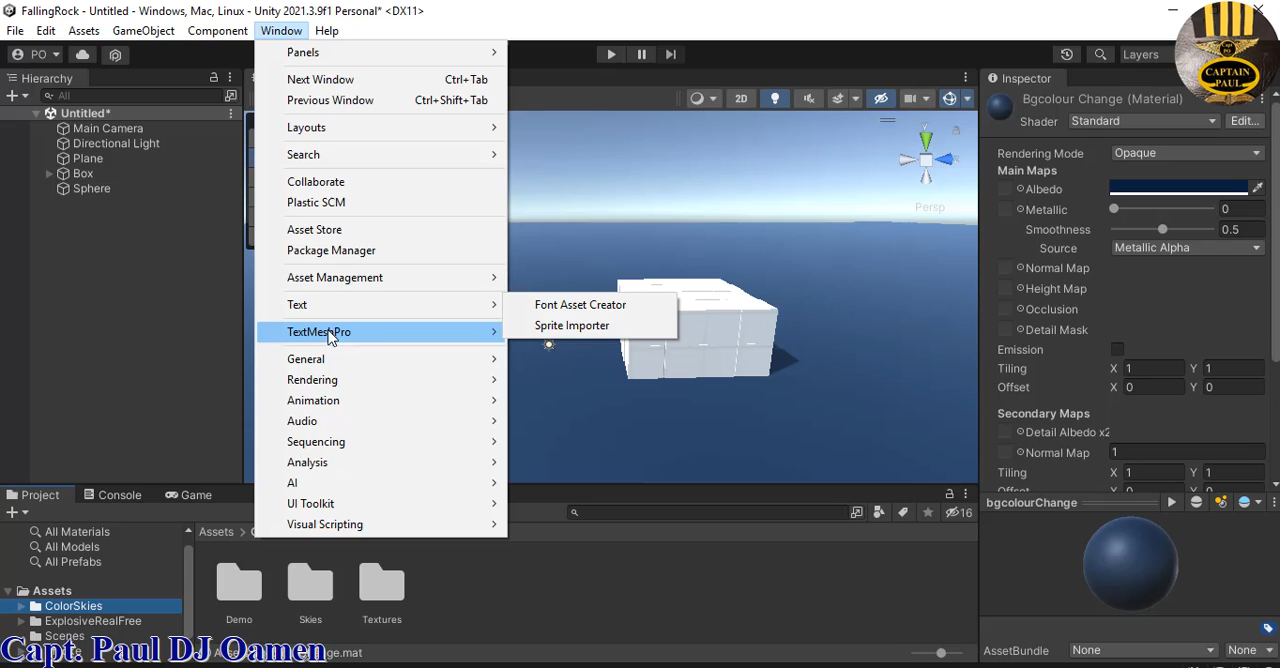 FallingRock - Untitled - Windows, Mac, Linux - Unity 2021.3.9f1 Personal* <DX11>
File Edit Assets GameObject Component Window Help
PO
Layers
CAPTAIN
PAUL
Hierarchy
All
Untitled*
Main Camera
Directional Light
Plane
Box
Sphere
Panels
Next Window Ctrl+Tab
Previous Window Ctrl+Shift+Tab
Layouts
Search
Collaborate
Plastic SCM
Asset Store
Package Manager
Asset Management
Text
TextMeshPro
General
Rendering
Animation
Audio
Sequencing
Analysis
AI
UI Toolkit
Visual Scripting
Font Asset Creator
Sprite Importer
2D
Persp
Inspector
Bgcolour Change (Material)
Shader Standard Edit...
Rendering Mode Opaque
Main Maps
Albedo
Metallic 0
Smoothness 0.5
Source Metallic Alpha
Normal Map
Height Map
Occlusion
Detail Mask
Emission
Tiling X 1 Y 1
Offset X 0 Y 0
Secondary Maps
Detail Albedo x2
Normal Map 1
Tiling X 1 Y 1
Offset X 0 Y 0
bgcolourChange
AssetBundle None None
Project Console Game
16
All Materials
All Models
All Prefabs
Assets
ColorSkies
ExplosiveRealFree
Scenes
Assets >
Demo Skies Textures
Capt. Paul DJ Oamen